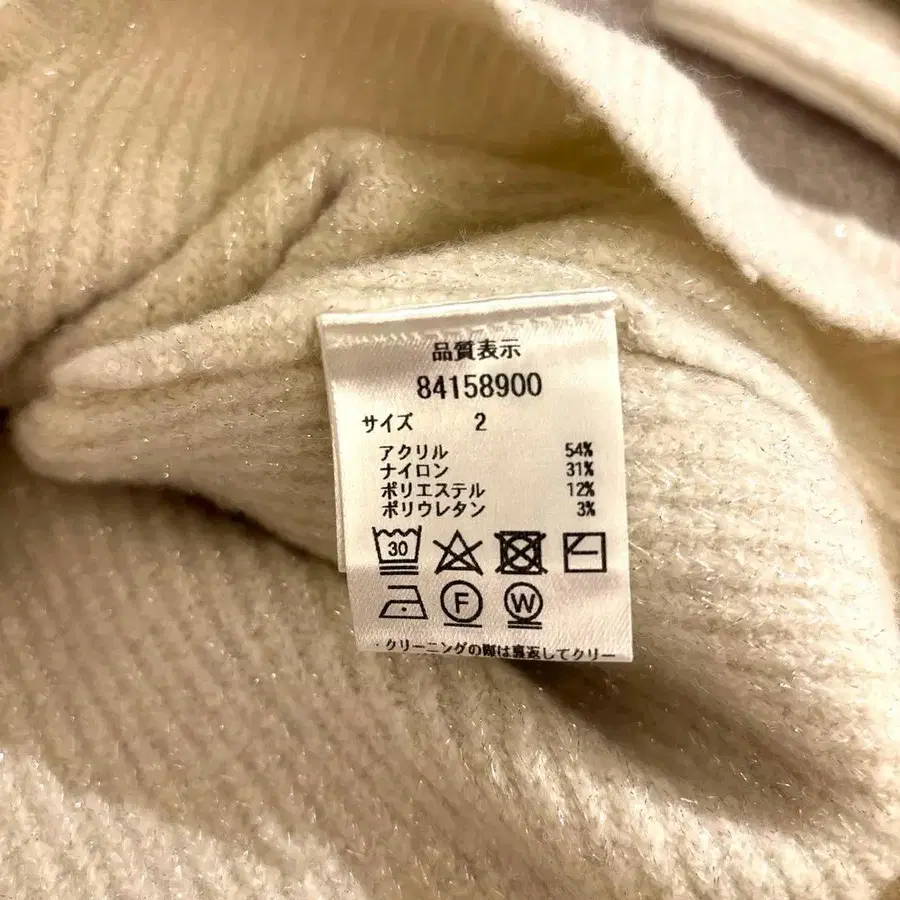 品質表示
84158900
サイズ 2
アクリル 54%
ナイロン 31%
ポリエステル 12%
ポリウレタン 3%
30
F W
・クリーニングの際は裏返してクリー